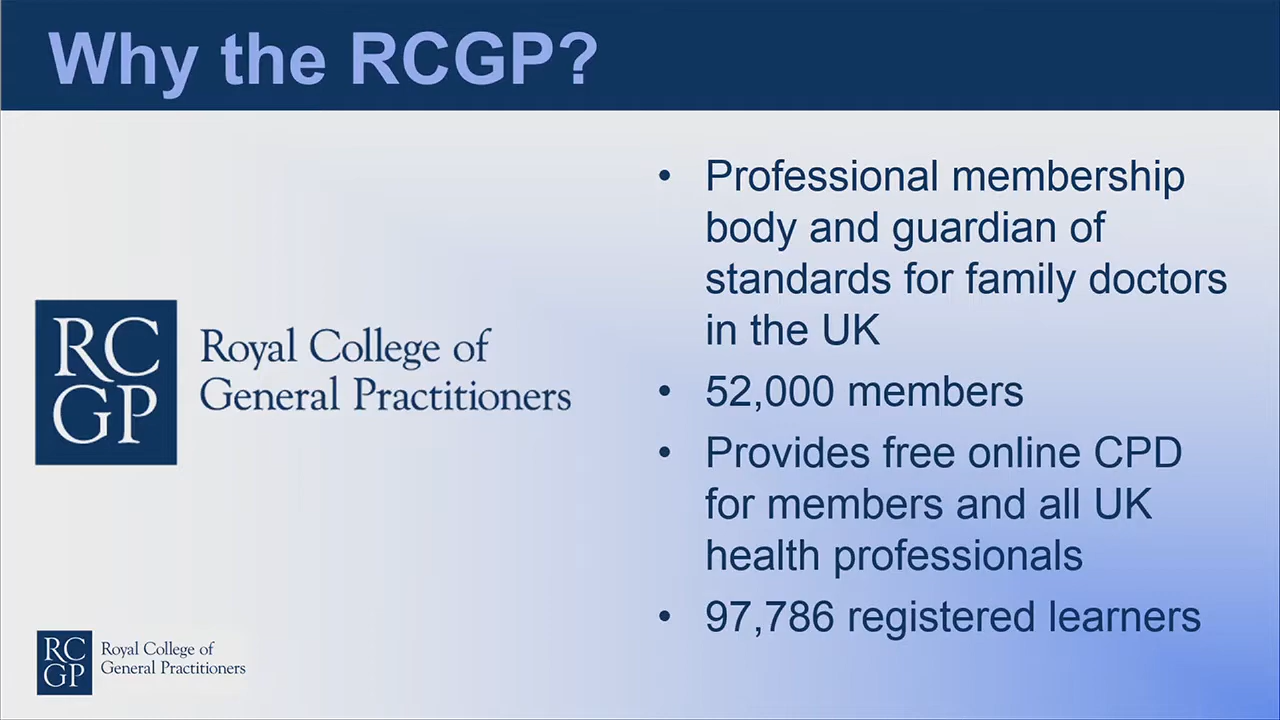 Why the RCGP?
• Professional membership
body and guardian of
standards for family doctors
in the UK
• 52,000 members
• Provides free online CPD
for members and all UK
health professionals
• 97,786 registered learners
RC
GP
Royal College of
General Practitioners
RC
GP
Royal College of
General Practitioners